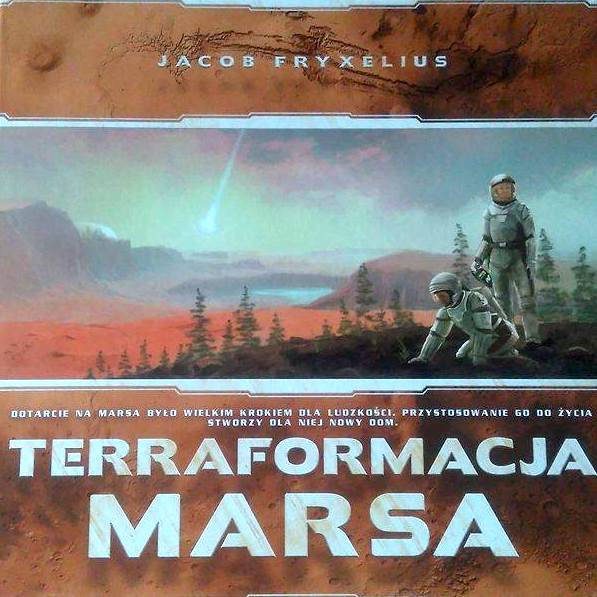 JACOB FRYXELIUS
DOTARCIE NA MARSA BYŁO WIELKIM KROKIEM DLA LUDZKOŚCI. PRZYSTOSOWANIE GO DO ŻYCIA
STWORZY DLA NIEJ NOWY DOM.
TERRAFORMACJA
MARSA